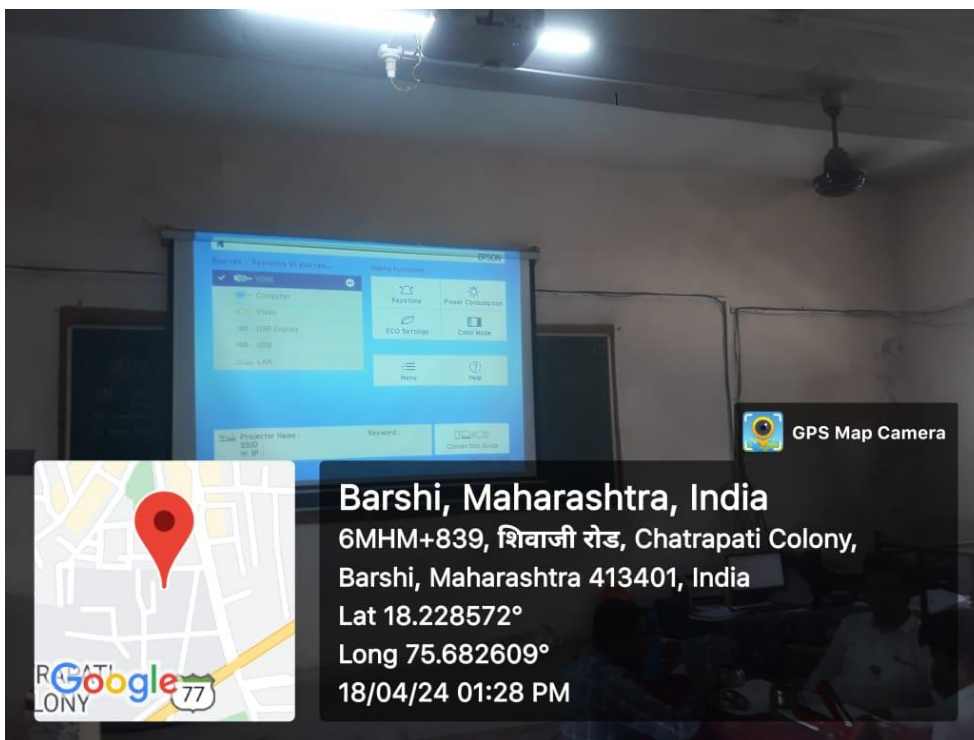 EPSON
Sources Searching all sources...
Useful Functions
HDMI
Computer
Video
USB Display
USB
LAN
Keystone
Power Consumption
ECO Settings
Color Mode
Menu
Help
Projector Name :
SSID :
IP :
Keyword:
Connection Guide
GPS Map Camera
Barshi, Maharashtra, India
6MHM+839, शिवाजी रोड, Chatrapati Colony,
Barshi, Maharashtra 413401, India
Lat 18.228572°
Long 75.682609°
18/04/24 01:28 PM
Google
77
LONY